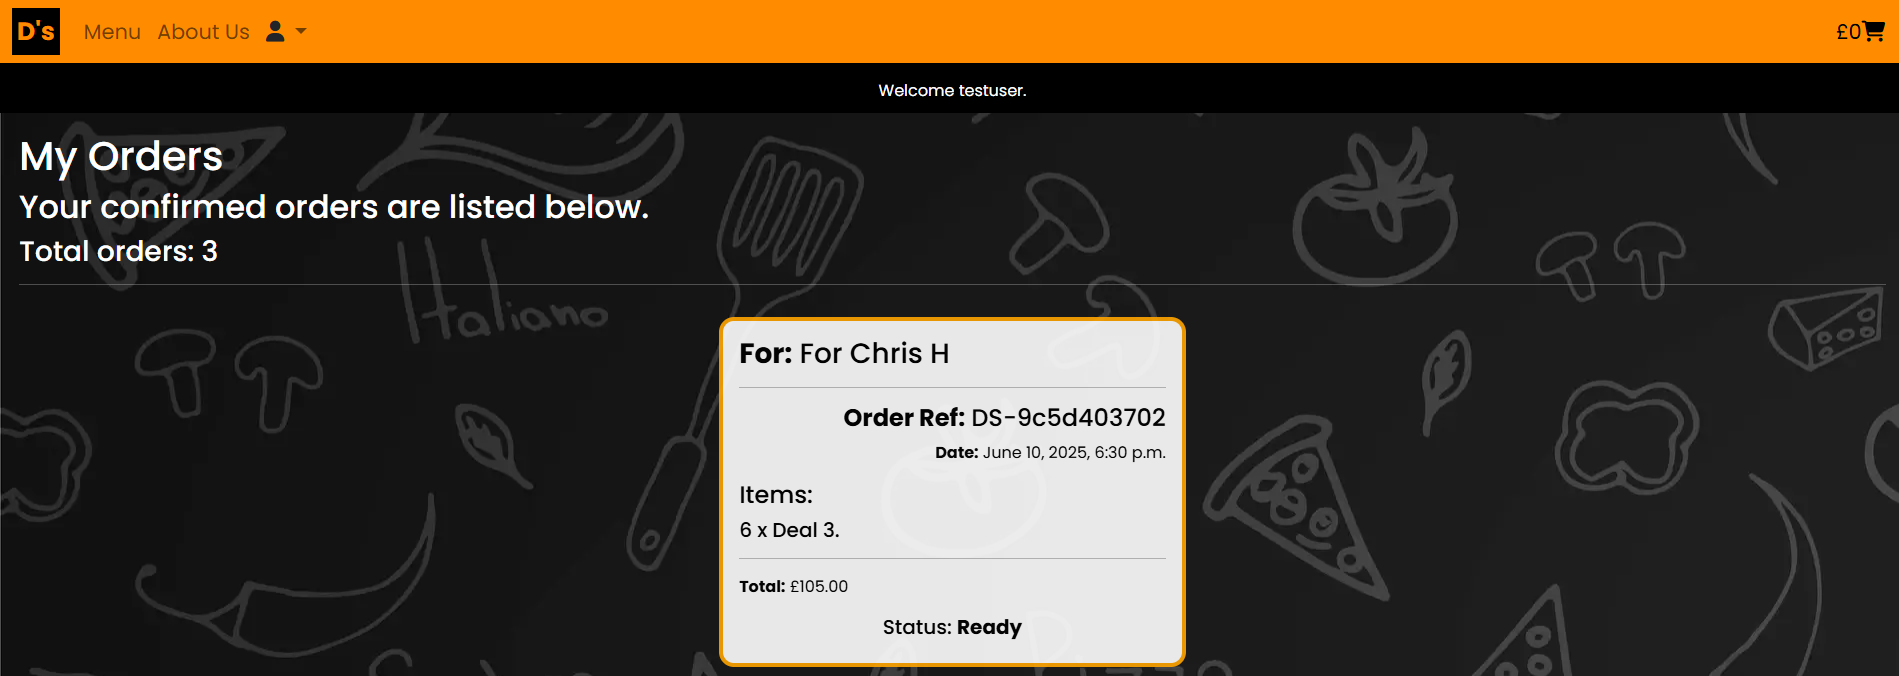 D's Menu About Us £0
Welcome testuser.
My Orders
Your confirmed orders are listed below.
Total orders: 3
Italiano
For: For Chris H
Order Ref: DS-9c5d403702
Date: June 10, 2025, 6:30 p.m.
Items:
6 x Deal 3.
Total: £105.00
Status: Ready